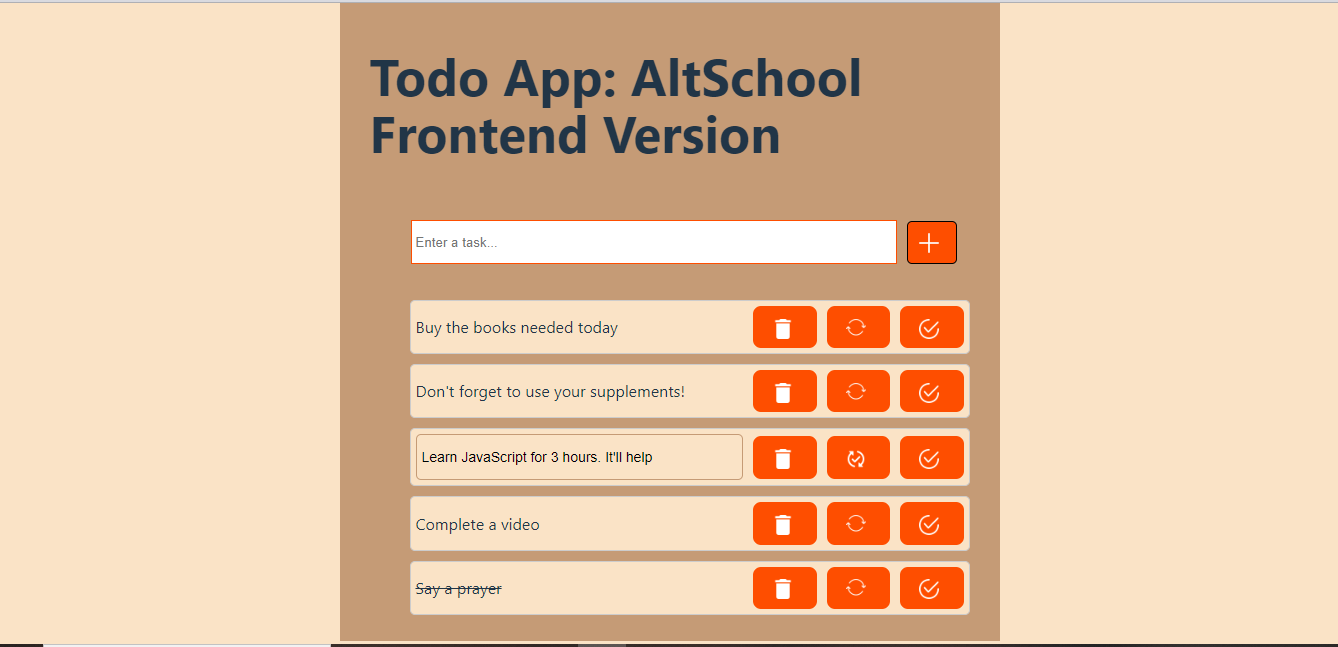 Todo App: AltSchool
Frontend Version
Enter a task...
Buy the books needed today
Don't forget to use your supplements!
Learn JavaScript for 3 hours. It'll help
Complete a video
Say a prayer